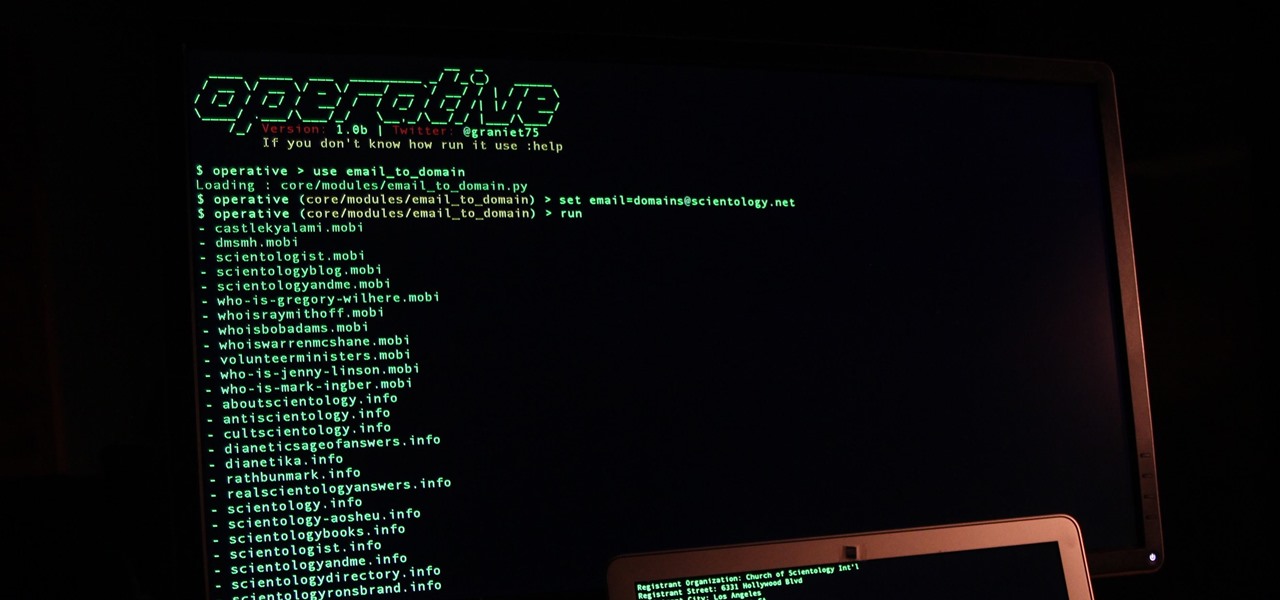 operative
Version: 1.0b | Twitter: @graniet75
If you don't know how run it use :help
$ operative > use email_to_domain
Loading : core/modules/email_to_domain.py
$ operative (core/modules/email_to_domain) > set email=domains@scientology.net
$ operative (core/modules/email_to_domain) > run
- castlekyalami.mobi
- dmsmh.mobi
- scientologist.mobi
- scientologyblog.mobi
- scientologyandme.mobi
- who-is-gregory-wilhere.mobi
- whoisraymithoff.mobi
- whoisbobadams.mobi
- whoiswarrenmcshane.mobi
- volunteerministers.mobi
- who-is-jenny-linson.mobi
- who-is-mark-ingber.mobi
- aboutscientology.info
- antiscientology.info
- cultscientology.info
- dianeticsageofanswers.info
- dianetika.info
- rathbunmark.info
- realscientologyanswers.info
- scientology.info
- scientology-aosheu.info
- scientologybooks.info
- scientologist.info
- scientologyandme.info
- scientologydirectory.info
- scientologyronsbrand.info
Registrant Organization: Church of Scientology Int'l
Registrant Street: 6331 Hollywood Blvd
City: Los Angeles